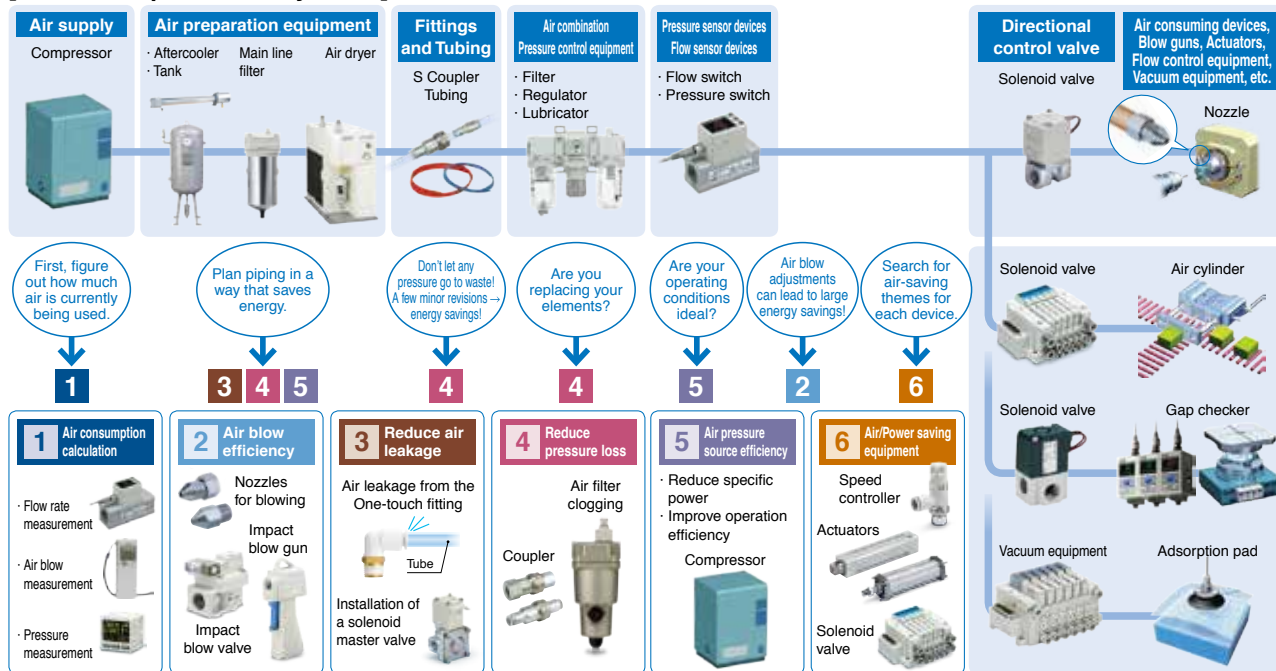 Air supply
Compressor
Air preparation equipment
· Aftercooler
· Tank
Main line
filter
Air dryer
Fittings
and Tubing
S Coupler
Tubing
Air combination
Pressure control equipment
· Filter
· Regulator
· Lubricator
Pressure sensor devices
Flow sensor devices
· Flow switch
· Pressure switch
Directional
control valve
Solenoid valve
Air consuming devices,
Blow guns, Actuators,
Flow control equipment,
Vacuum equipment, etc.
Nozzle
First, figure
out how much
air is currently
being used.
Plan piping in a
way that saves
energy.
Don't let any
pressure go to waste!
A few minor revisions →
energy savings!
Are you
replacing your
elements?
Are your
operating
conditions
ideal?
Air blow
adjustments
can lead to large
energy savings!
Search for
air-saving
themes for
each device.
1
3 4 5
4
4
5
2
6
Solenoid valve
Air cylinder
Solenoid valve
Gap checker
Vacuum equipment
Adsorption pad
1 Air consumption
calculation
· Flow rate
measurement
· Air blow
measurement
· Pressure
measurement
2 Air blow
efficiency
Nozzles
for blowing
Impact
blow gun
Impact
blow valve
3 Reduce air
leakage
Air leakage from the
One-touch fitting
Tube
Installation of
a solenoid
master valve
4 Reduce
pressure loss
Air filter
clogging
Coupler
5 Air pressure
source efficiency
· Reduce specific
power
· Improve operation
efficiency
Compressor
6 Air/Power saving
equipment
Speed
controller
Actuators
Solenoid
valve